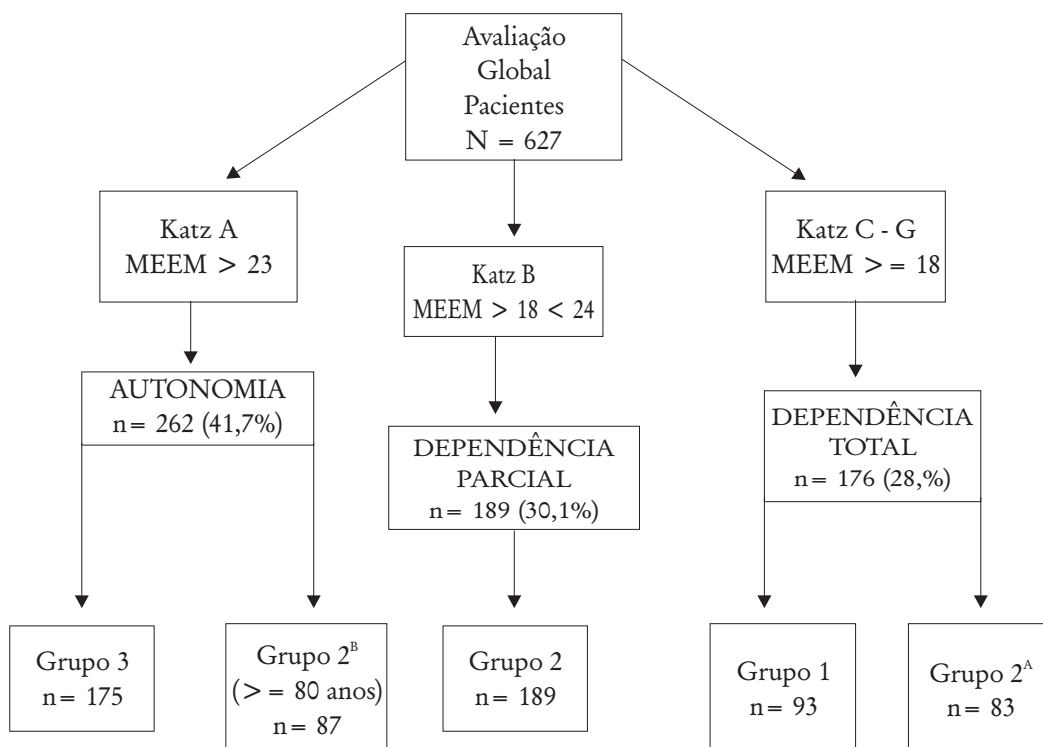 Avaliação
Global
Pacientes
N = 627
Katz A
MEEM > 23
Katz B
MEEM > 18 < 24
Katz C - G
MEEM > = 18
AUTONOMIA
n= 262 (41,7%)
DEPENDÊNCIA
PARCIAL
n= 189 (30,1%)
DEPENDÊNCIA
TOTAL
n= 176 (28,%)
Grupo 3
n= 175
Grupo 2ᴮ
(> = 80 anos)
n= 87
Grupo 2
n= 189
Grupo 1
n= 93
Grupo 2ᴬ
n= 83